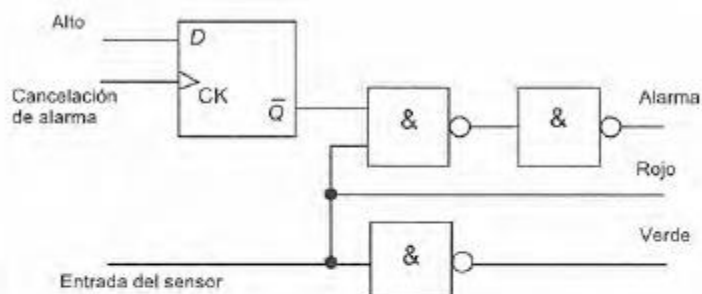 Alto
D
Cancelación
de alarma
CK
Q
&
&
Alarma
Rojo
Verde
&
Entrada del sensor